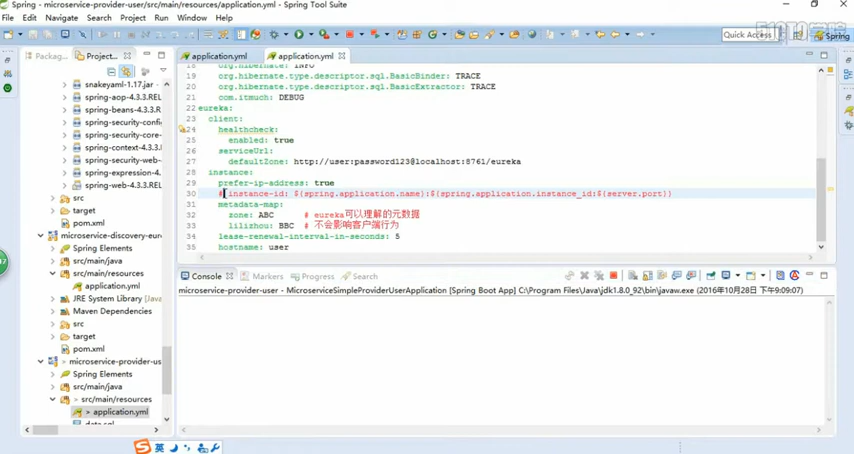 Spring - microservice-provider-user/src/main/resources/application.yml - Spring Tool Suite
File Edit Navigate Search Project Run Window Help
Quick Access
Spring
Packag...
Project...
snakeyaml-1.17.jar
spring-aop-4.3.3.REL
spring-beans-4.3.3.REL
spring-security-confi
spring-security-core-
spring-context-4.3.3.
spring-security-web-
spring-expression-4.
spring-web-4.3.3.REL
src
target
pom.xml
microservice-discovery-eur
Spring Elements
src/main/java
src/main/resources
application.yml
JRE System Library [Java
Maven Dependencies
src
target
pom.xml
> microservice-provider-us
Spring Elements
src/main/java
> src/main/resources
> application.yml
data.sql
application.yml
application.yml
18 org.hibernate: INFO
19 org.hibernate.type.descriptor.sql.BasicBinder: TRACE
20 org.hibernate.type.descriptor.sql.BasicExtractor: TRACE
21 com.itmuch: DEBUG
22 eureka:
23 client:
24 healthcheck:
25 enabled: true
26 serviceUrl:
27 defaultZone: http://user:password123@localhost:8761/eureka
28 instance:
29 prefer-ip-address: true
30 # instance-id: ${spring.application.name}:${spring.application.instance_id:${server.port}}
31 metadata-map:
32 zone: ABC # eureka可以理解的元数据
33 lilizhou: BBC # 不会影响客户端行为
34 lease-renewal-interval-in-seconds: 5
35 hostname: user
Console Markers Progress Search
microservice-provider-user - MicroserviceSimpleProviderUserApplication [Spring Boot App] C:\Program Files\Java\jdk1.8.0_92\bin\javaw.exe (2016年10月28日 下午9:09:07)
英